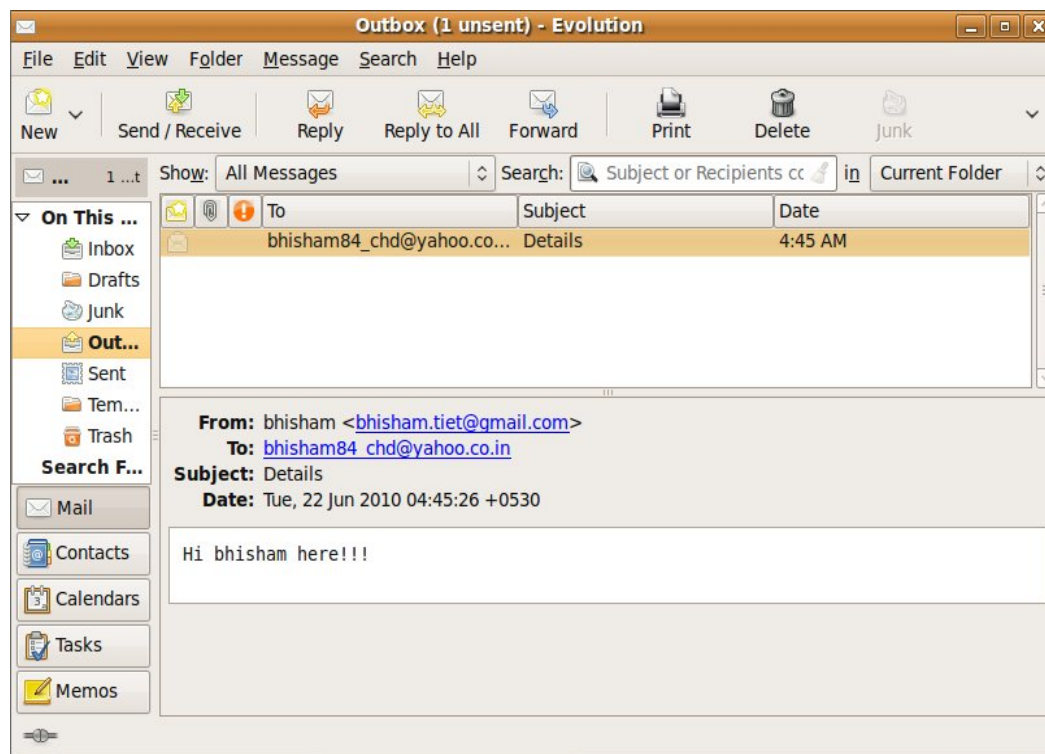 Outbox (1 unsent) - Evolution
File Edit View Folder Message Search Help
New Send / Receive Reply Reply to All Forward Print Delete Junk
... 1 ...t Show: All Messages Search: Subject or Recipients cc in Current Folder
To Subject Date
bhisham84_chd@yahoo.co... Details 4:45 AM
On This ...
Inbox
Drafts
Junk
Out...
Sent
Tem...
Trash
Search F...
Mail
Contacts
Calendars
Tasks
Memos
From: bhisham <bhisham.tiet@gmail.com>
To: bhisham84_chd@yahoo.co.in
Subject: Details
Date: Tue, 22 Jun 2010 04:45:26 +0530
Hi bhisham here!!!